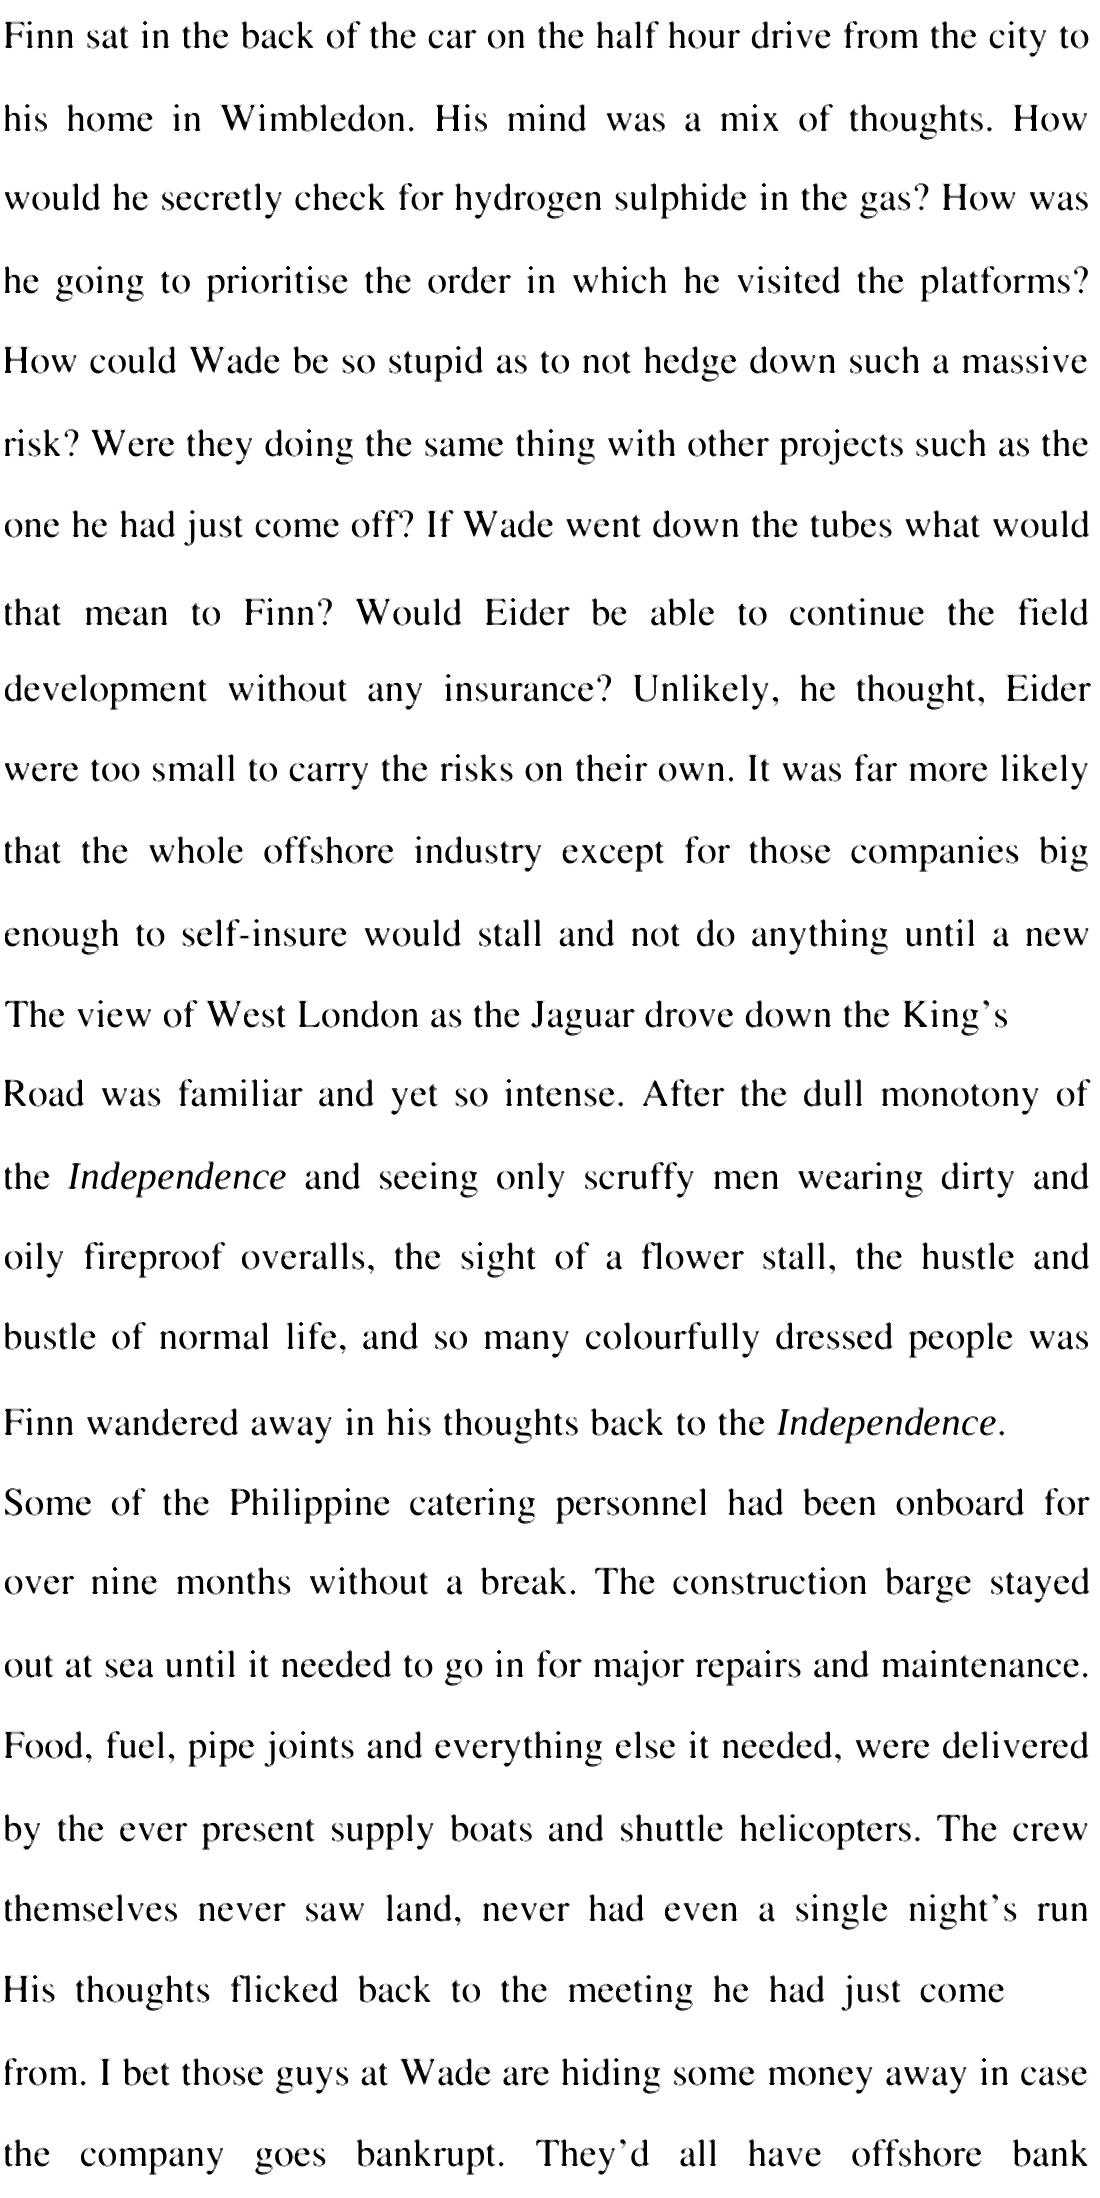 Finn sat in the back of the car on the half hour drive from the city to
his home in Wimbledon. His mind was a mix of thoughts. How
would he secretly check for hydrogen sulphide in the gas? How was
he going to prioritise the order in which he visited the platforms?
How could Wade be so stupid as to not hedge down such a massive
risk? Were they doing the same thing with other projects such as the
one he had just come off? If Wade went down the tubes what would
that mean to Finn? Would Eider be able to continue the field
development without any insurance? Unlikely, he thought, Eider
were too small to carry the risks on their own. It was far more likely
that the whole offshore industry except for those companies big
enough to self-insure would stall and not do anything until a new
The view of West London as the Jaguar drove down the King’s
Road was familiar and yet so intense. After the dull monotony of
the Independence and seeing only scruffy men wearing dirty and
oily fireproof overalls, the sight of a flower stall, the hustle and
bustle of normal life, and so many colourfully dressed people was
Finn wandered away in his thoughts back to the Independence.
Some of the Philippine catering personnel had been onboard for
over nine months without a break. The construction barge stayed
out at sea until it needed to go in for major repairs and maintenance.
Food, fuel, pipe joints and everything else it needed, were delivered
by the ever present supply boats and shuttle helicopters. The crew
themselves never saw land, never had even a single night’s run
His thoughts flicked back to the meeting he had just come
from. I bet those guys at Wade are hiding some money away in case
the company goes bankrupt. They’d all have offshore bank